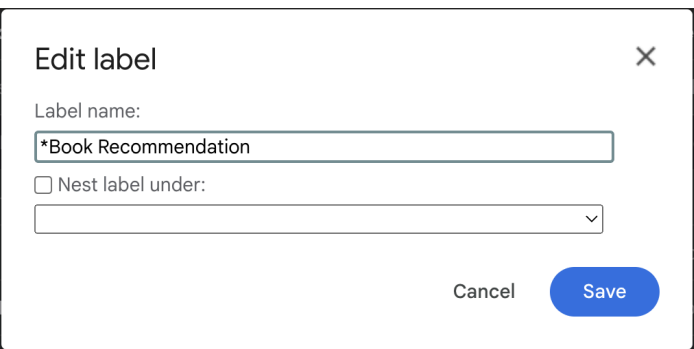 Edit label
Label name:
*Book Recommendation
Nest label under:
Cancel Save